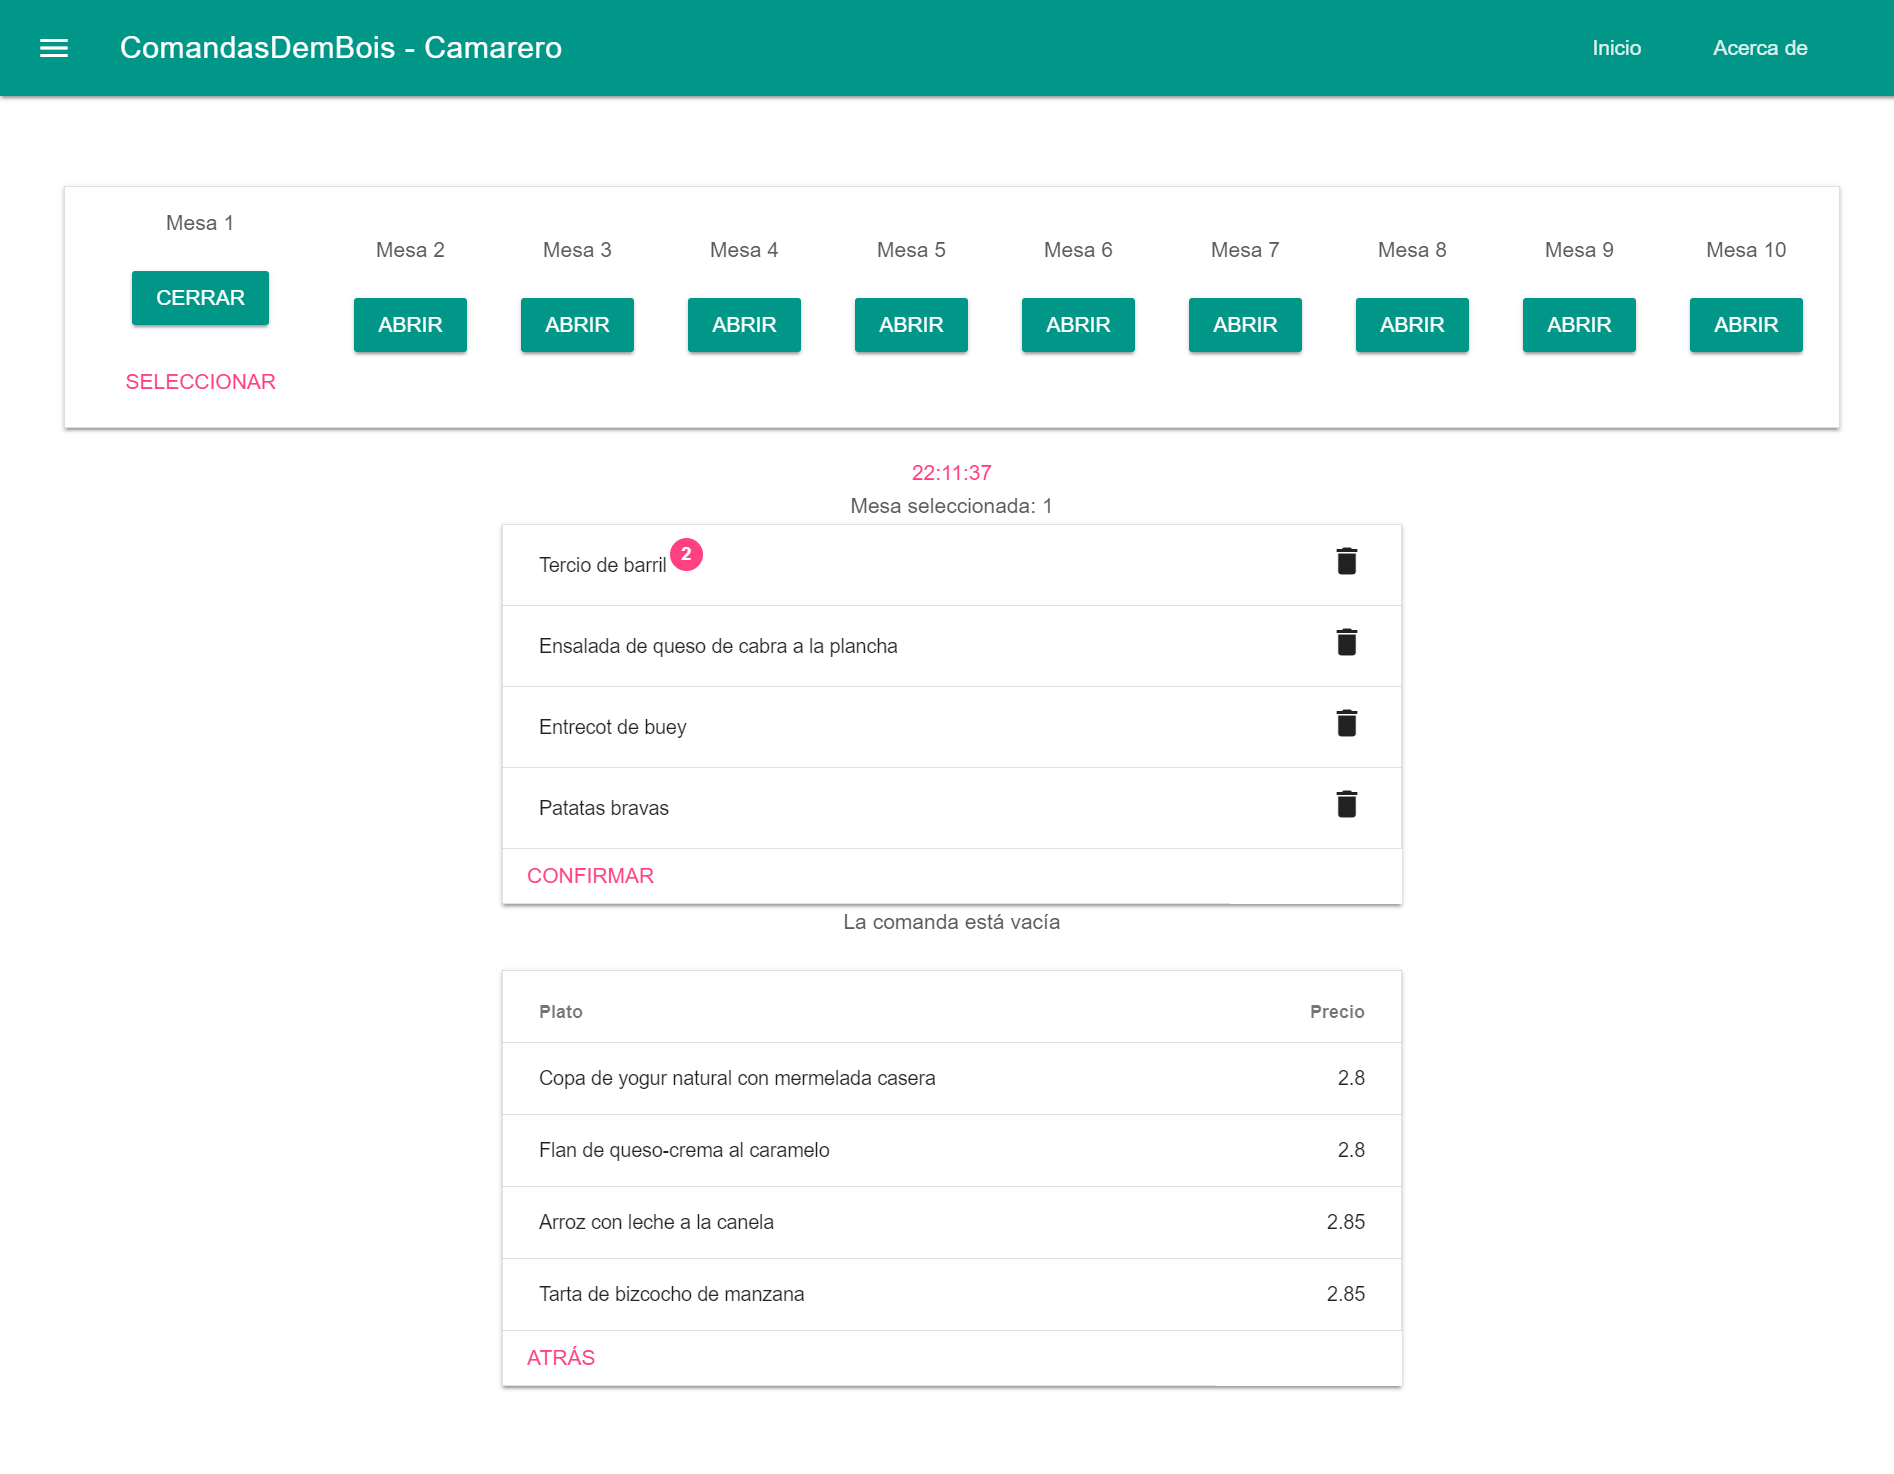 ComandasDemBois - Camarero
Inicio
Acerca de
Mesa 1
CERRAR
SELECCIONAR
Mesa 2
ABRIR
Mesa 3
ABRIR
Mesa 4
ABRIR
Mesa 5
ABRIR
Mesa 6
ABRIR
Mesa 7
ABRIR
Mesa 8
ABRIR
Mesa 9
ABRIR
Mesa 10
ABRIR
22:11:37
Mesa seleccionada: 1
Tercio de barril 2
Ensalada de queso de cabra a la plancha
Entrecot de buey
Patatas bravas
CONFIRMAR
La comanda está vacía
Plato Precio
Copa de yogur natural con mermelada casera 2.8
Flan de queso-crema al caramelo 2.8
Arroz con leche a la canela 2.85
Tarta de bizcocho de manzana 2.85
ATRÁS